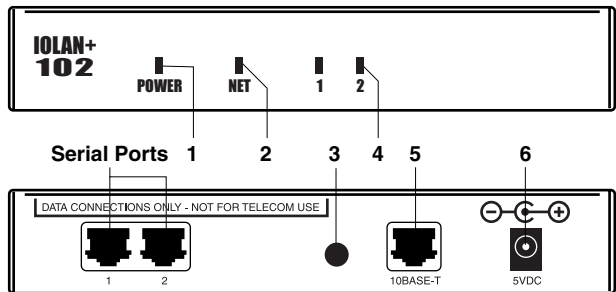 IOLAN+
102
POWER NET 1 2
Serial Ports 1 2 3 4 5 6
DATA CONNECTIONS ONLY - NOT FOR TELECOM USE
1 2 10BASE-T 5VDC